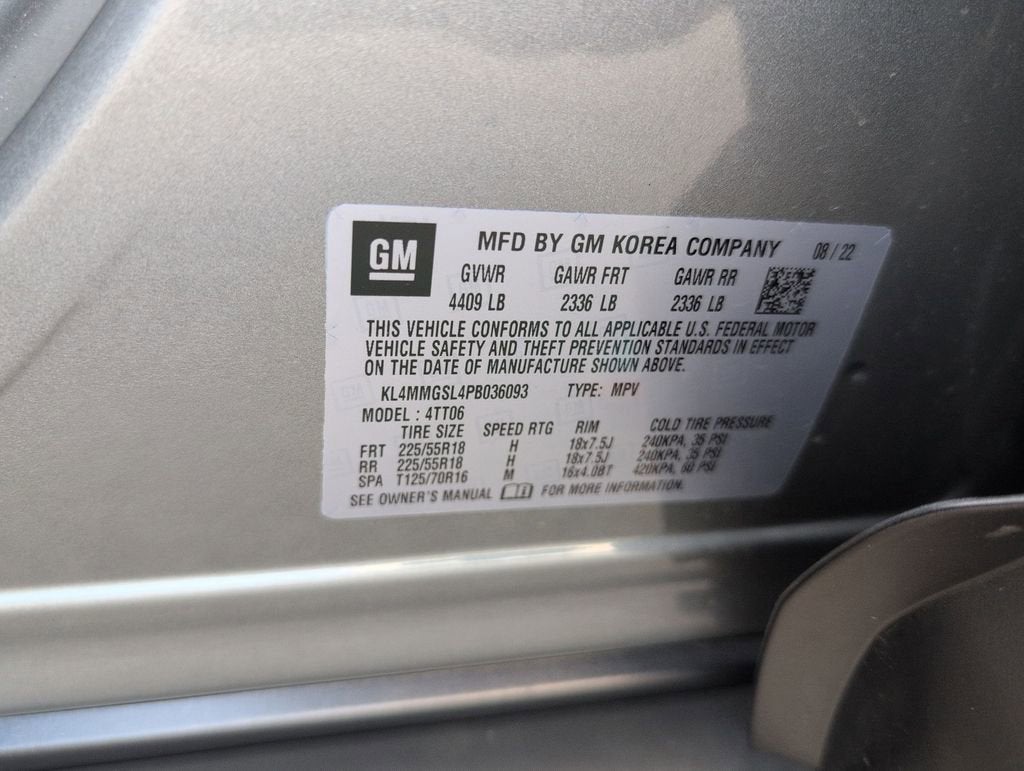 GM
MFD BY GM KOREA COMPANY 08 / 22
GVWR GAWR FRT GAWR RR
4409 LB 2336 LB 2336 LB
THIS VEHICLE CONFORMS TO ALL APPLICABLE U.S. FEDERAL MOTOR
VEHICLE SAFETY AND THEFT PREVENTION STANDARDS IN EFFECT
ON THE DATE OF MANUFACTURE SHOWN ABOVE.
KL4MMGSL4PB036093 TYPE: MPV
MODEL : 4TT06
TIRE SIZE SPEED RTG RIM COLD TIRE PRESSURE
FRT 225/55R18 H 18x7.5J 240KPA, 35 PSI
RR 225/55R18 H 18x7.5J 240KPA, 35 PSI
SPA T125/70R16 M 16x4.0BT 420KPA, 60 PSI
SEE OWNER'S MANUAL FOR MORE INFORMATION.